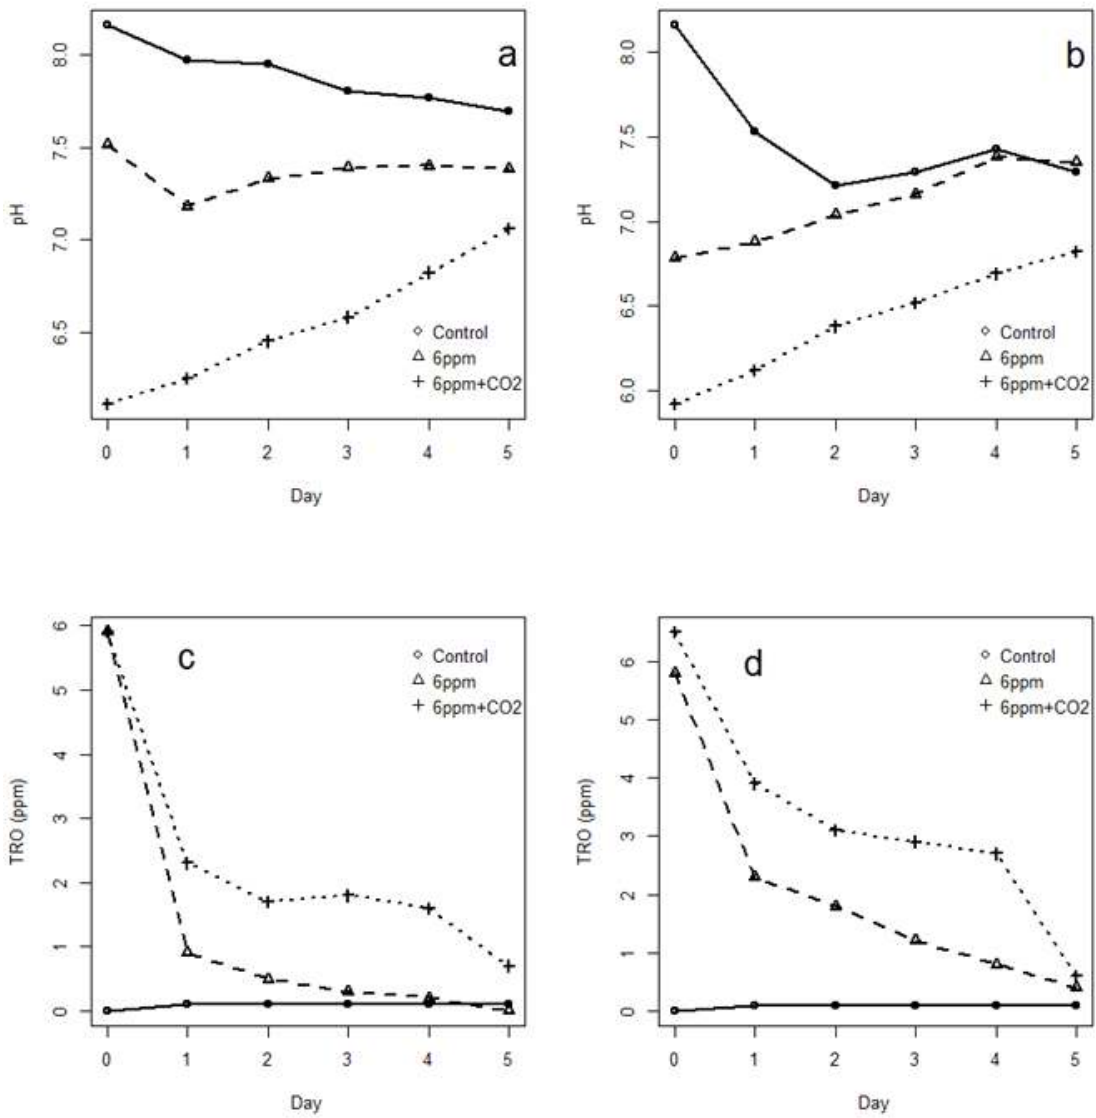 a
pH
8.0
7.5
7.0
6.5
Control
6ppm
6ppm+CO2
0 1 2 3 4 5
Day
b
pH
8.0
7.5
7.0
6.5
6.0
Control
6ppm
6ppm+CO2
0 1 2 3 4 5
Day
c
TRO (ppm)
6
5
4
3
2
1
0
Control
6ppm
6ppm+CO2
0 1 2 3 4 5
Day
d
TRO (ppm)
6
5
4
3
2
1
0
Control
6ppm
6ppm+CO2
0 1 2 3 4 5
Day